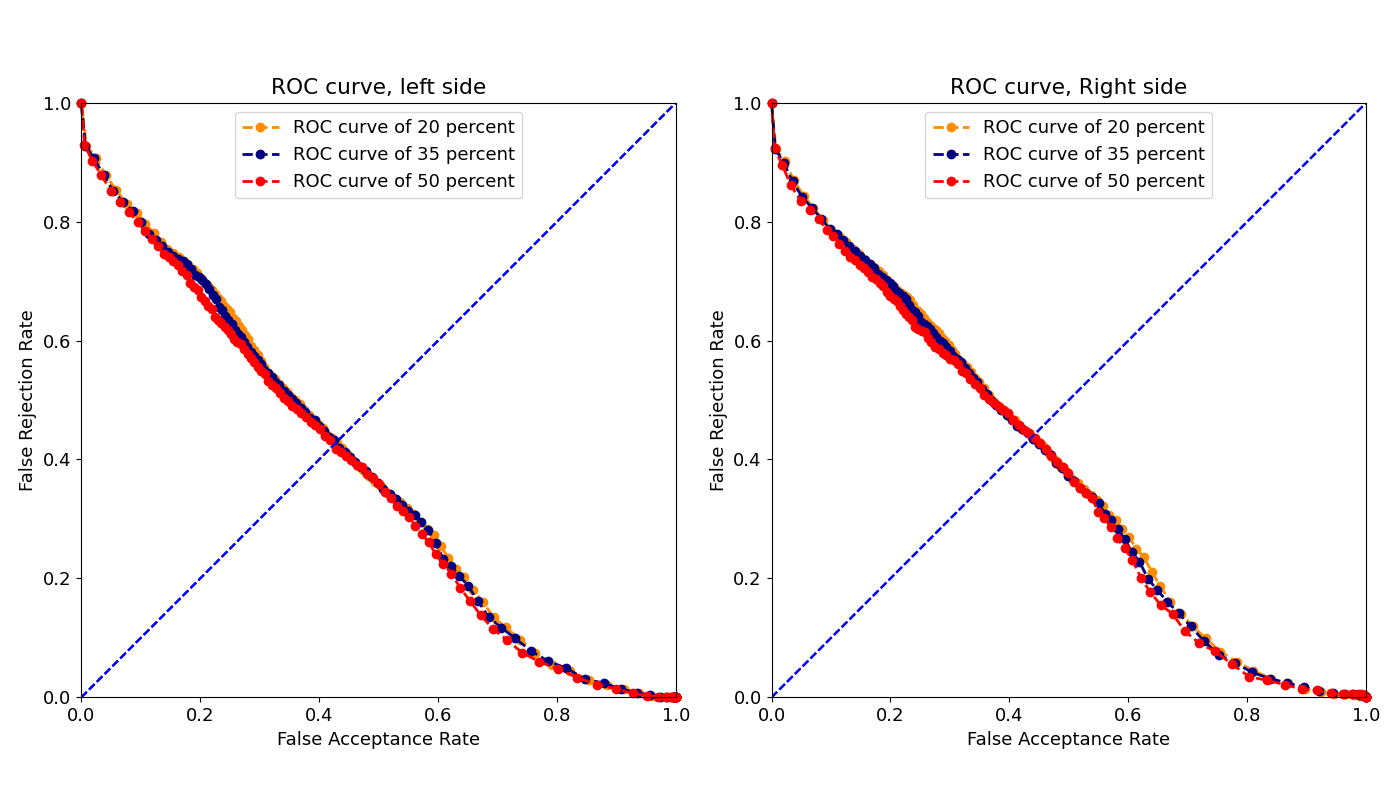 ROC curve, left side
ROC curve of 20 percent
ROC curve of 35 percent
ROC curve of 50 percent
1.0
0.8
0.6
0.4
0.2
0.0
False Rejection Rate
0.0 0.2 0.4 0.6 0.8 1.0
False Acceptance Rate
ROC curve, Right side
ROC curve of 20 percent
ROC curve of 35 percent
ROC curve of 50 percent
1.0
0.8
0.6
0.4
0.2
0.0
False Rejection Rate
0.0 0.2 0.4 0.6 0.8 1.0
False Acceptance Rate